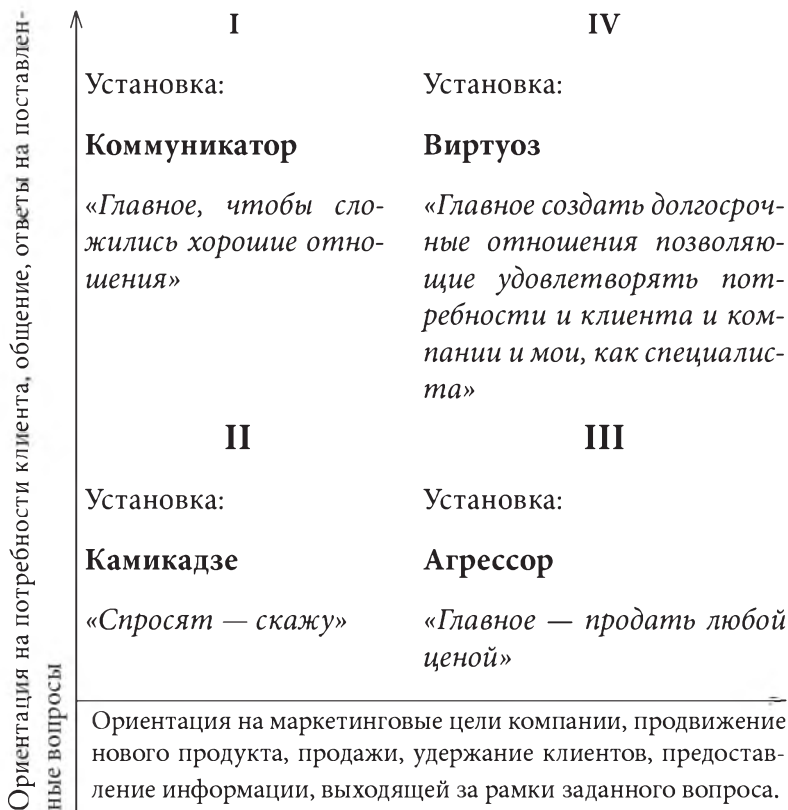 Ориентация на потребности клиента, общение, ответы на поставлен-
ные вопросы
I
Установка:
Коммуникатор
«Главное, чтобы сло-
жились хорошие отно-
шения»
IV
Установка:
Виртуоз
«Главное создать долгосроч-
ные отношения позволяю-
щие удовлетворять пот-
ребности и клиента и ком-
пании и мои, как специалис-
та»
II
Установка:
Камикадзе
«Спросят — скажу»
III
Установка:
Агрессор
«Главное — продать любой
ценой»
Ориентация на маркетинговые цели компании, продвижение
нового продукта, продажи, удержание клиентов, предостав-
ление информации, выходящей за рамки заданного вопроса.